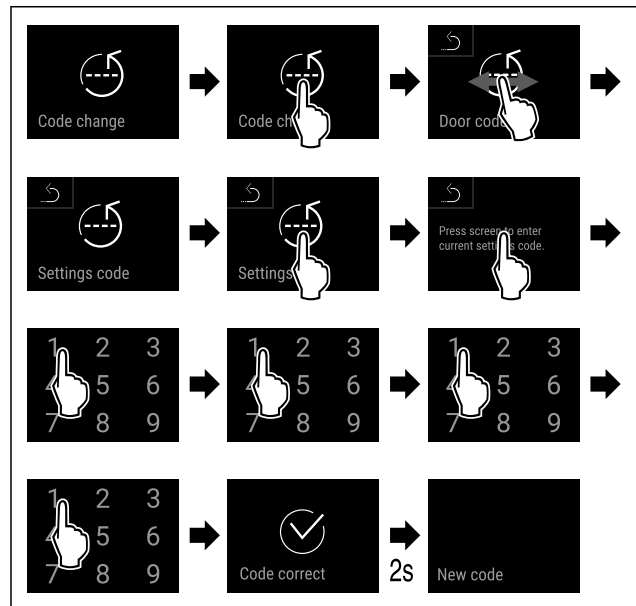 Code change
Code ch
Door code
Settings code
Settings
Press screen to enter
current settings code.
1 2 3
4 5 6
7 8 9
1 2 3
4 5 6
7 8 9
1 2 3
4 5 6
7 8 9
1 2 3
4 5 6
7 8 9
Code correct
2s
New code